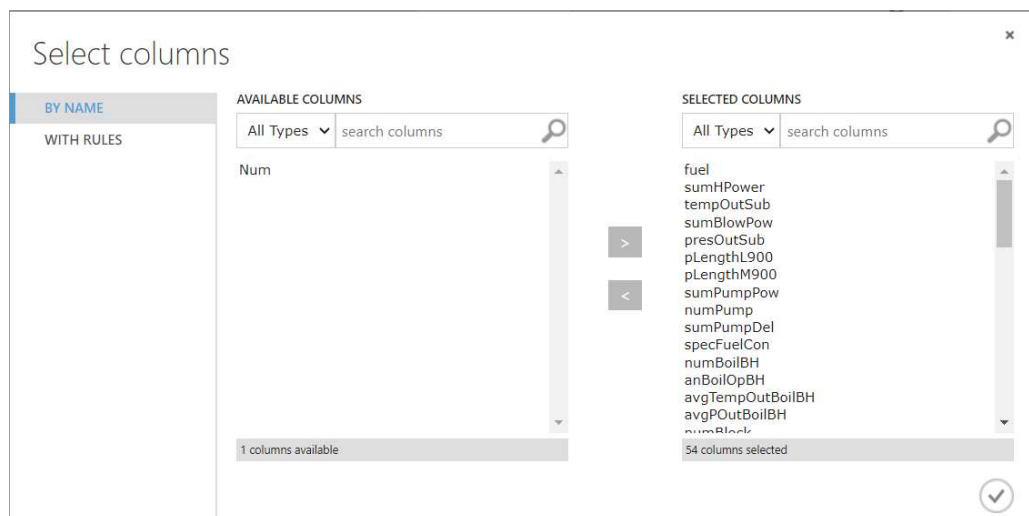 Select columns
BY NAME
WITH RULES
AVAILABLE COLUMNS
All Types
search columns
Num
1 columns available
>
<
SELECTED COLUMNS
All Types
search columns
fuel
sumHPower
tempOutSub
sumBlowPow
presOutSub
pLengthL900
pLengthM900
sumPumpPow
numPump
sumPumpDel
specFuelCon
numBoilBH
anBoilOpBH
avgTempOutBoilBH
avgPOutBoilBH
numBlock
54 columns selected